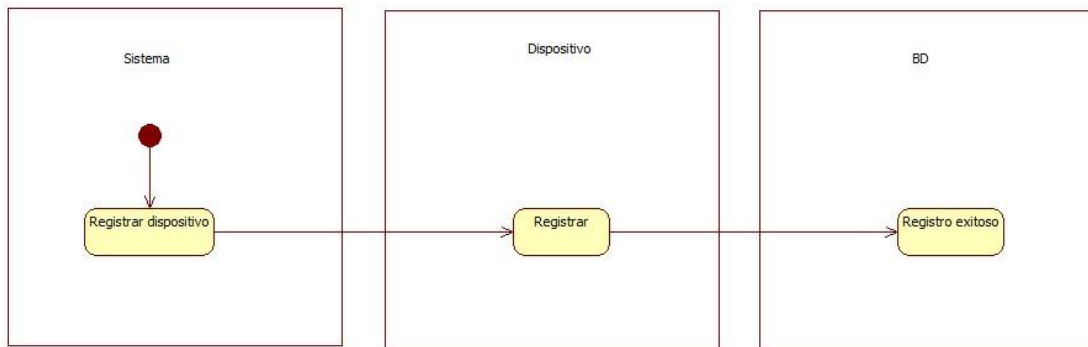 Sistema
Dispositivo
BD
Registrar dispositivo
Registrar
Registro exitoso